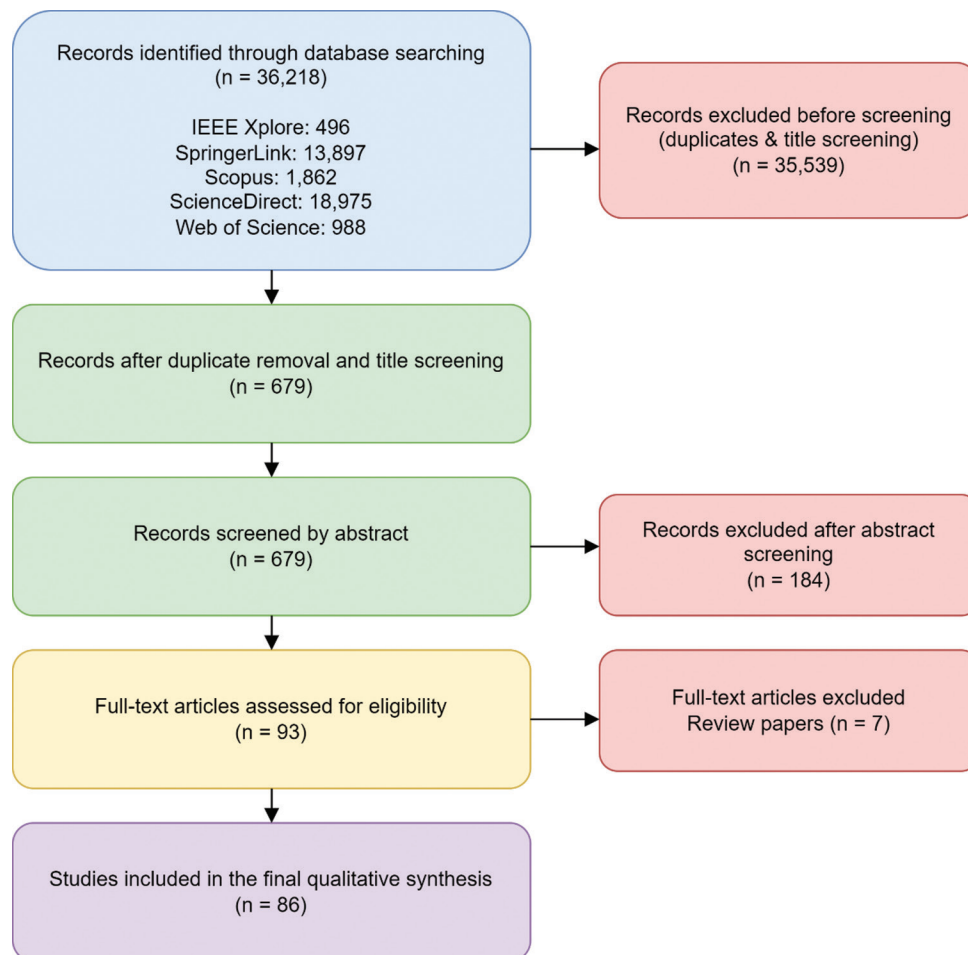 Records identified through database searching
(n = 36,218)
IEEE Xplore: 496
SpringerLink: 13,897
Scopus: 1,862
ScienceDirect: 18,975
Web of Science: 988
Records excluded before screening
(duplicates & title screening)
(n = 35,539)
Records after duplicate removal and title screening
(n = 679)
Records screened by abstract
(n = 679)
Records excluded after abstract
screening
(n = 184)
Full-text articles assessed for eligibility
(n = 93)
Full-text articles excluded
Review papers (n = 7)
Studies included in the final qualitative synthesis
(n = 86)